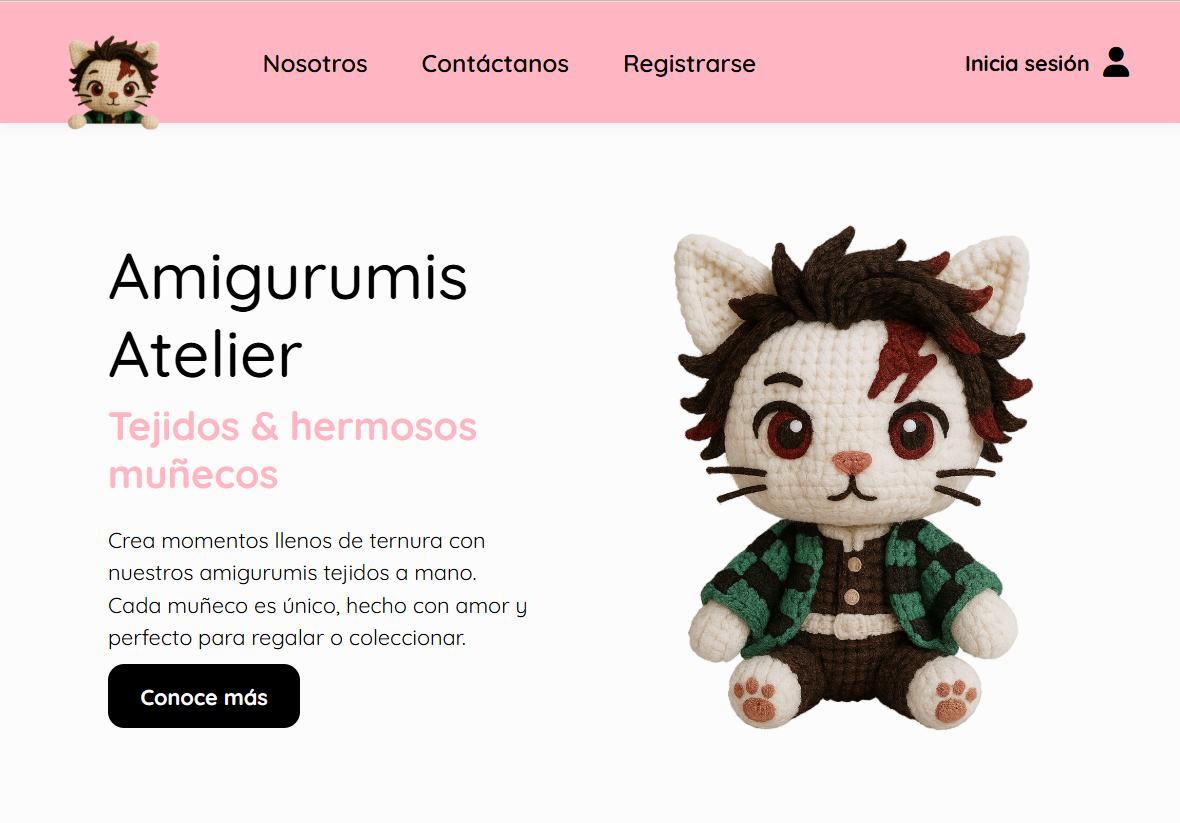 Nosotros
Contáctanos
Registrarse
Inicia sesión
Amigurumis
Atelier
Tejidos & hermosos
muñecos
Crea momentos llenos de ternura con
nuestros amigurumis tejidos a mano.
Cada muñeco es único, hecho con amor y
perfecto para regalar o coleccionar.
Conoce más